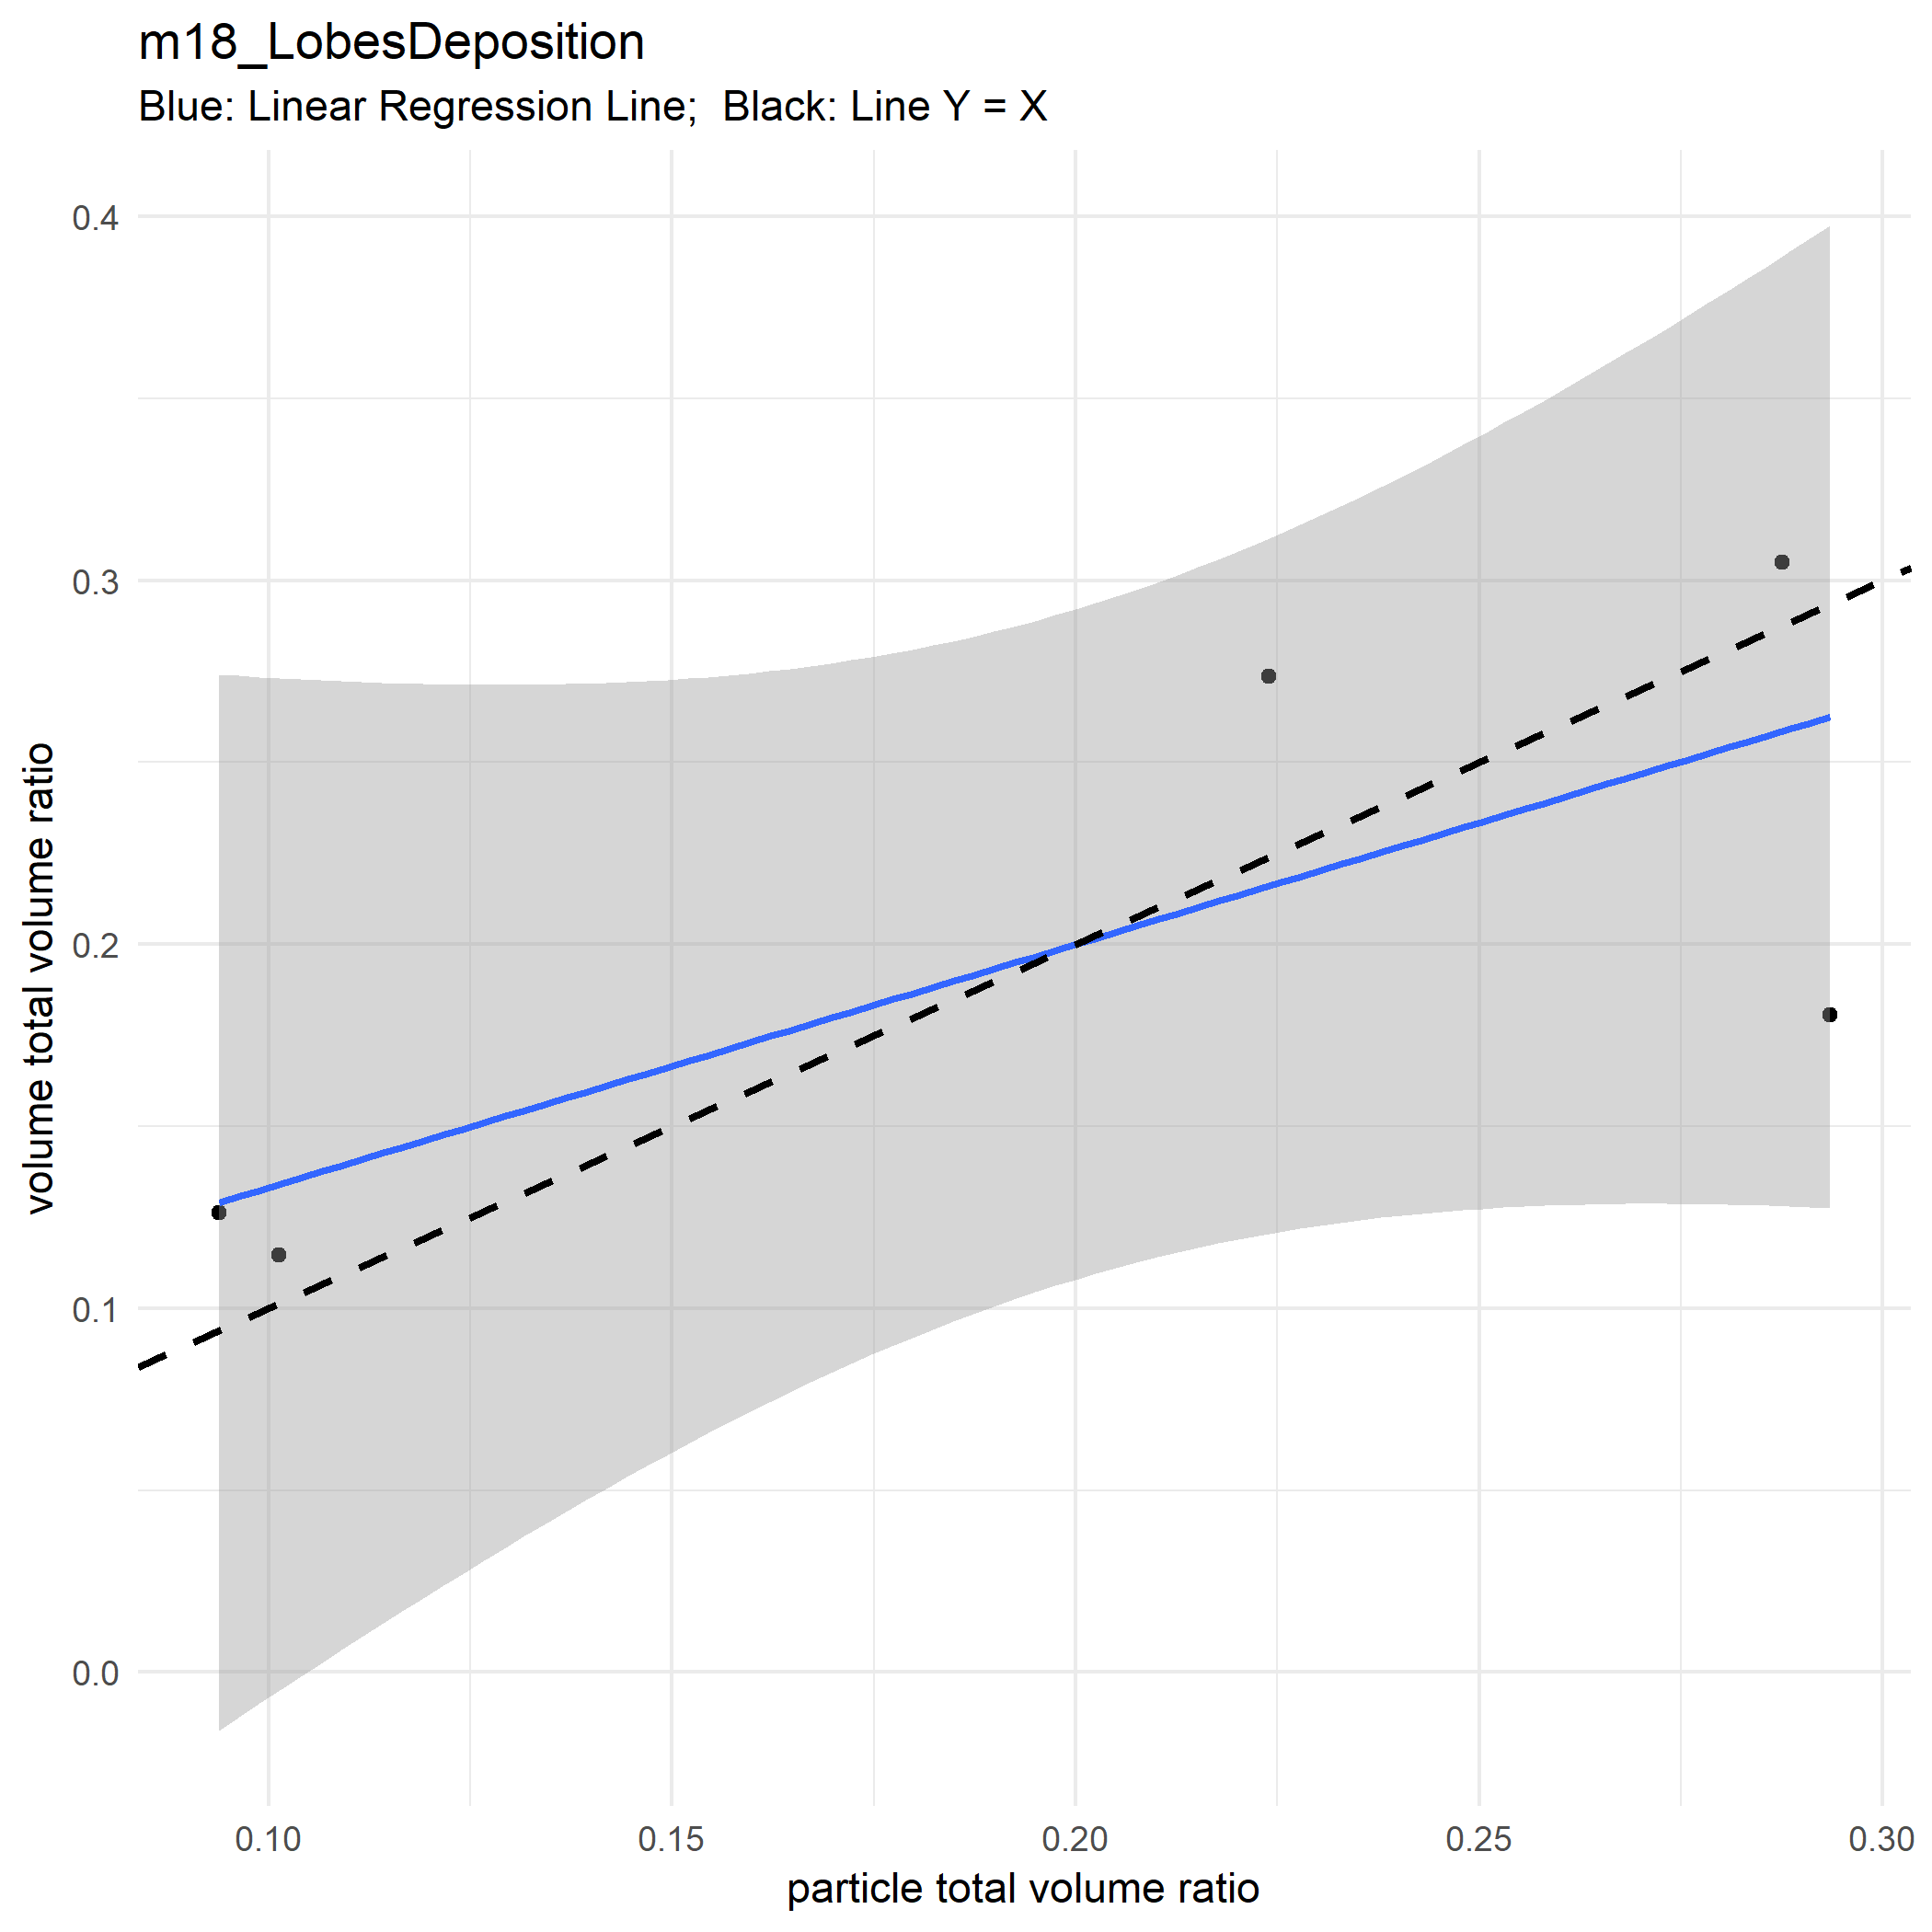 m18_LobesDeposition
Blue: Linear Regression Line;  Black: Line Y = X
0.4
0.3
0.2
0.1
0.0
volume total volume ratio
0.10
0.15
0.20
0.25
0.30
particle total volume ratio